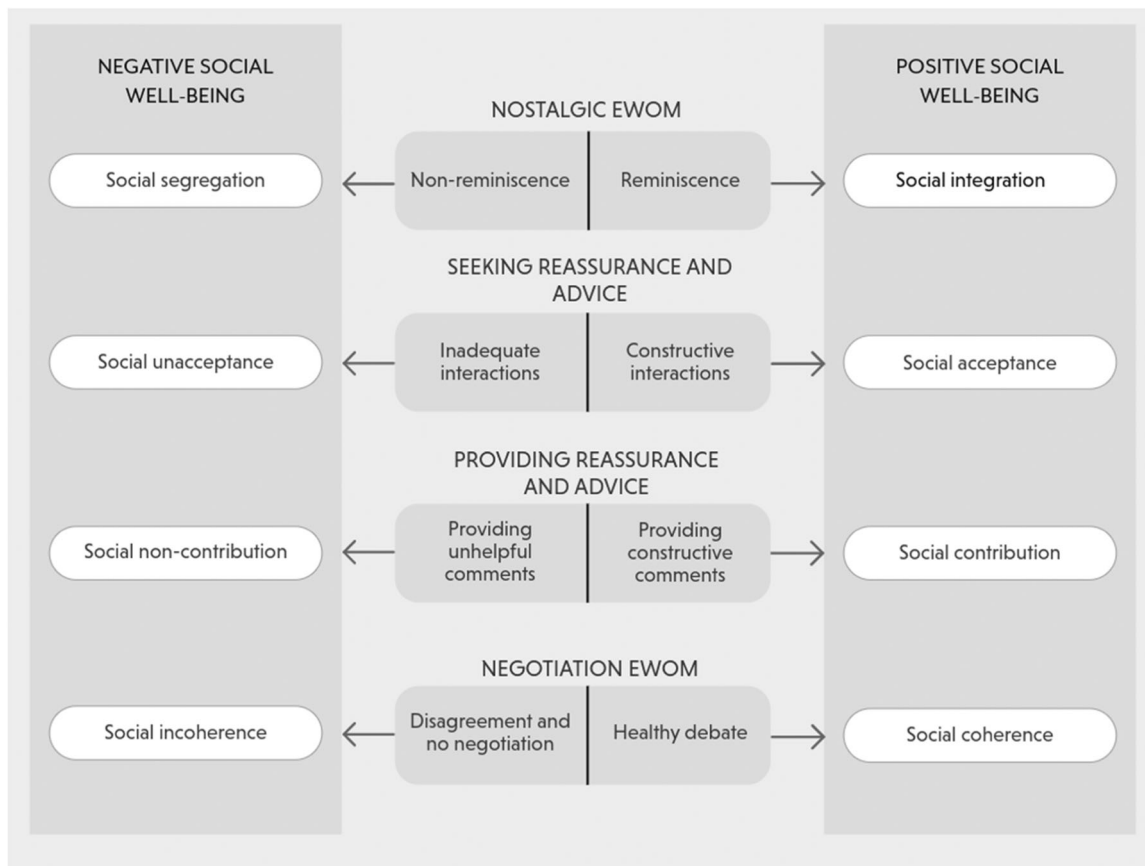 NEGATIVE SOCIAL
WELL-BEING
POSITIVE SOCIAL
WELL-BEING
NOSTALGIC EWOM
Social segregation
Non-reminiscence
Reminiscence
Social integration
SEEKING REASSURANCE AND
ADVICE
Social unacceptance
Inadequate
interactions
Constructive
interactions
Social acceptance
PROVIDING REASSURANCE
AND ADVICE
Social non-contribution
Providing
unhelpful
comments
Providing
constructive
comments
Social contribution
NEGOTIATION EWOM
Social incoherence
Disagreement and
no negotiation
Healthy debate
Social coherence